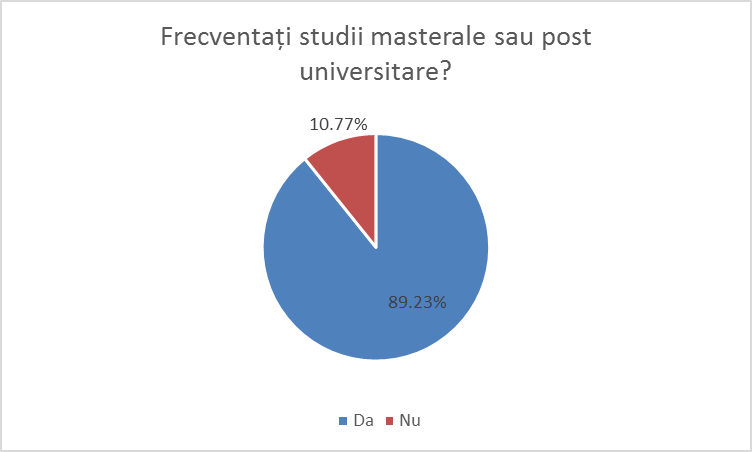 Frecventați studii masterale sau post
universitare?
10.77%
89.23%
Da Nu